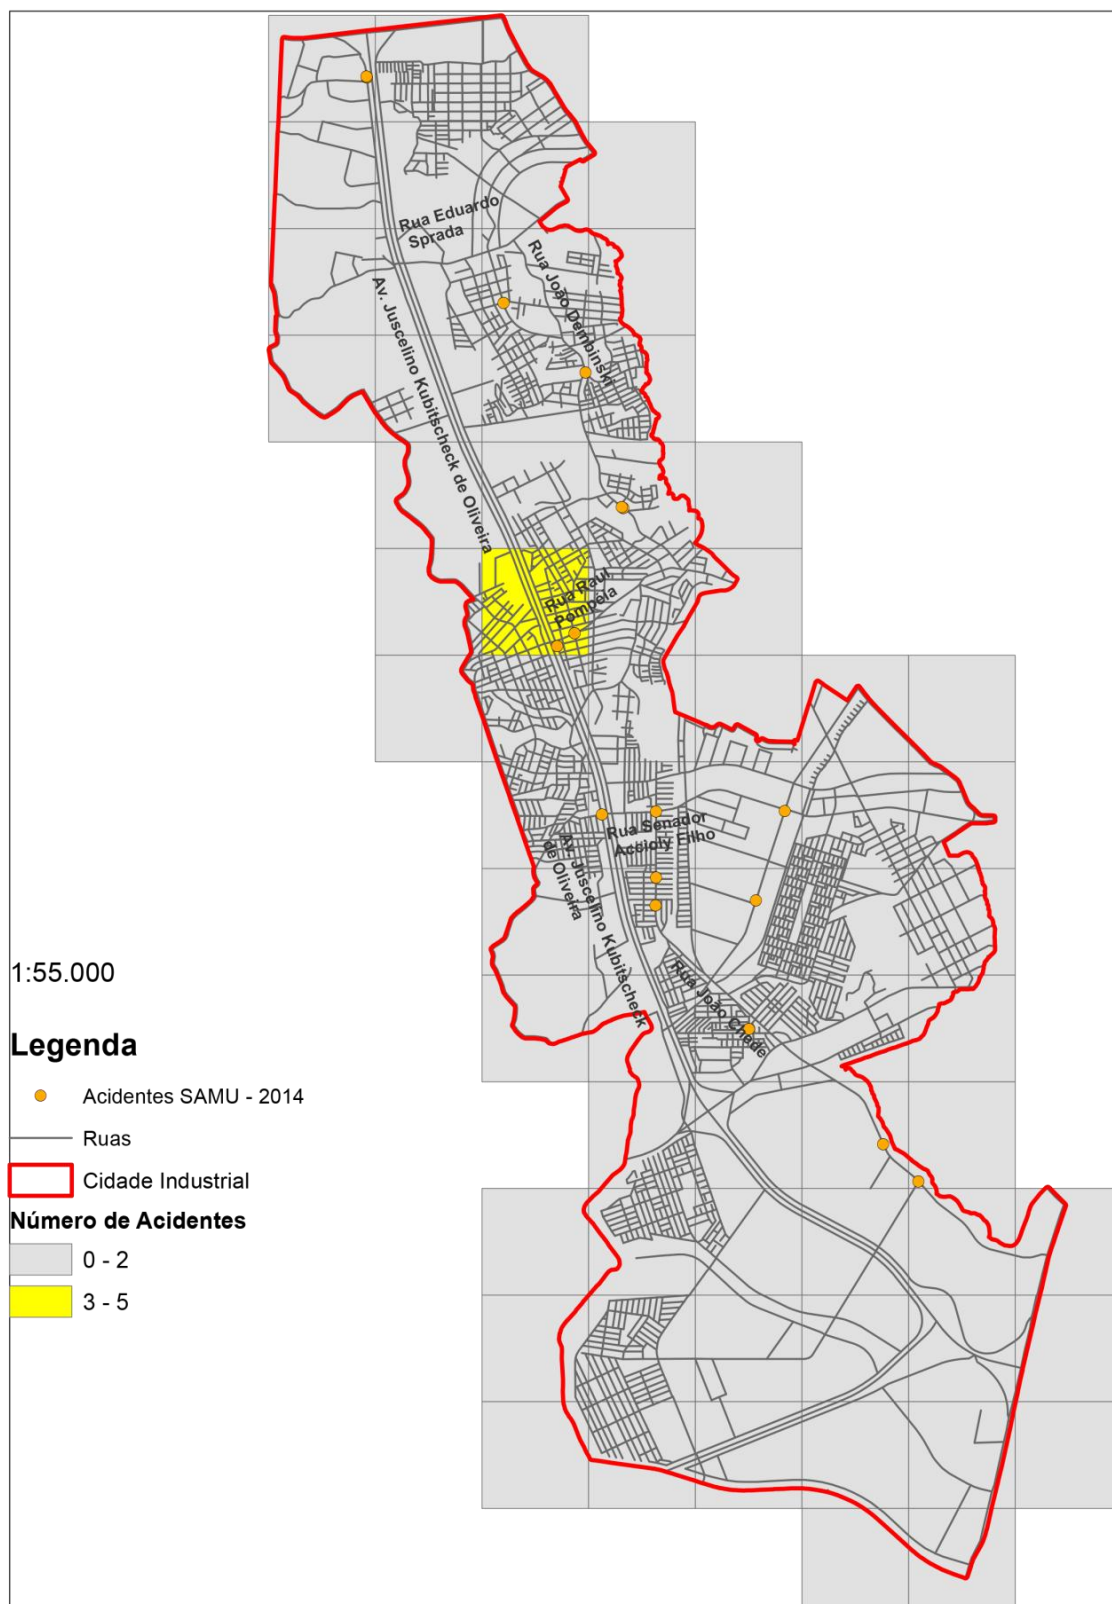 Rua Eduardo
Sprada
Rua João Dembinski
Av. Juscelino Kubitscheck de Oliveira
Rua Raul
Pompeia
Rua Senador
Accioly Filho
Av. Juscelino Kubitscheck
de Oliveira
Rua João Chede
1:55.000
Legenda
Acidentes SAMU - 2014
Ruas
Cidade Industrial
Número de Acidentes
0 - 2
3 - 5